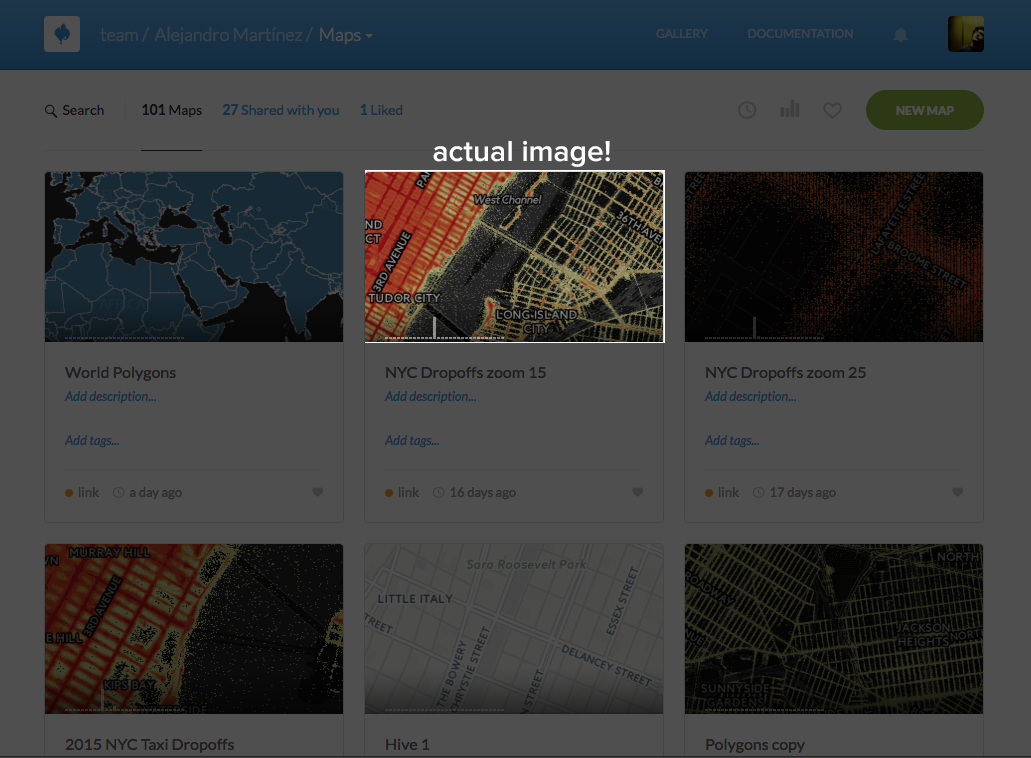 team / Alejandro Martínez / Maps
GALLERY
DOCUMENTATION
Search
101 Maps
27 Shared with you
1 Liked
NEW MAP
actual image!
West Channel
36TH AVE
3RD AVENUE
TUDOR CITY
LONG ISLAND
CITY
LAFAYETTE STREET
BROOME STREET
World Polygons
Add description...
Add tags...
link
a day ago
NYC Dropoffs zoom 15
Add description...
Add tags...
link
16 days ago
NYC Dropoffs zoom 25
Add description...
Add tags...
link
17 days ago
MURRAY HILL
3RD AVENUE
E HILL
KIPS BAY
Sara Roosevelt Park
LITTLE ITALY
STREET
ESSEX STREET
THE BOWERY
CHRYSTIE STREET
DELANCEY STREET
N STREET
NORTH
ROADWAY
JACKSON
HEIGHTS
NORT
SUNNYSIDE
GARDENS
2015 NYC Taxi Dropoffs
Hive 1
Polygons copy